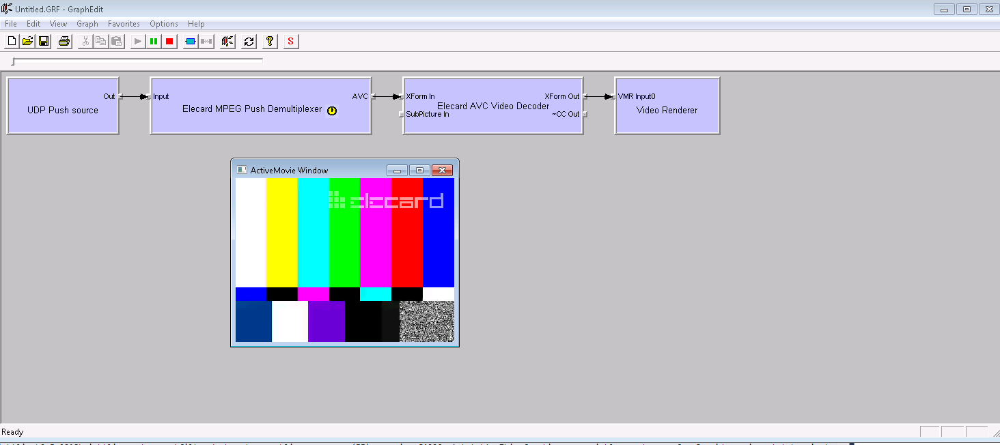 Untitled.GRF - GraphEdit
File Edit View Graph Favorites Options Help
S
Out
Input
AVC
XForm In
XForm Out
VMR Input0
UDP Push source
Elecard MPEG Push Demultiplexer
Elecard AVC Video Decoder
Video Renderer
SubPicture In
~CC Out
ActiveMovie Window
elecard
Ready